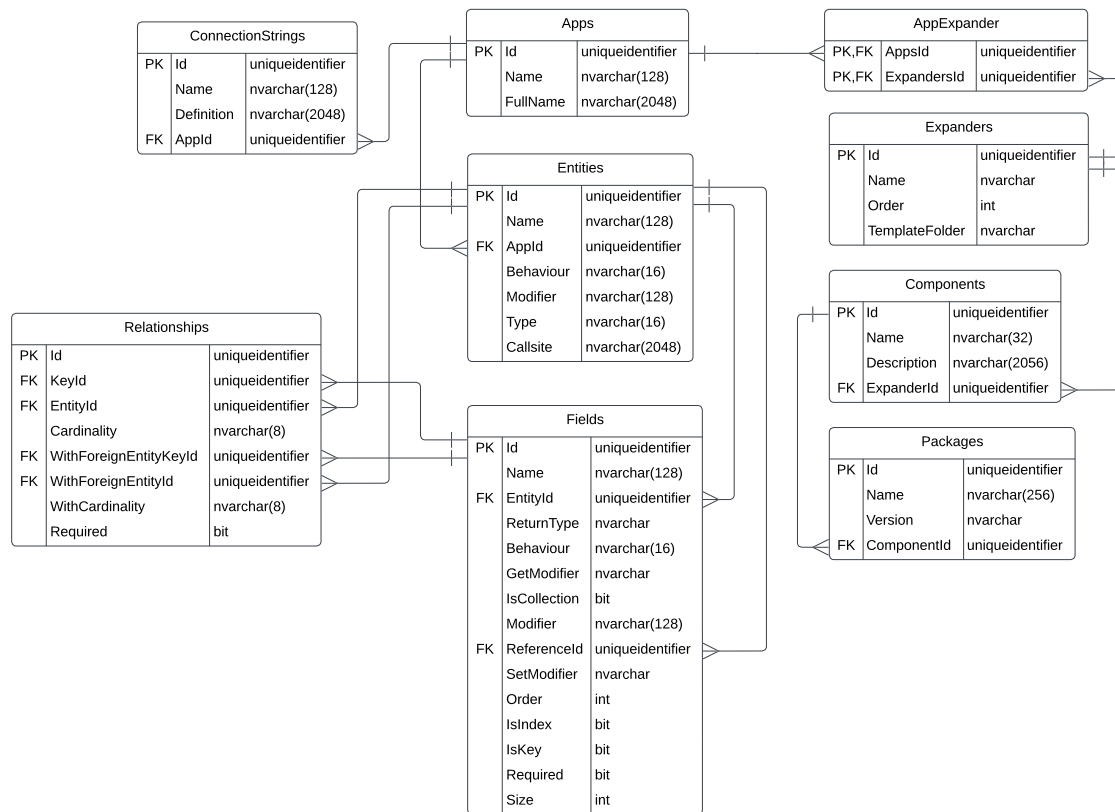 ConnectionStrings
PK Id uniqueidentifier
Name nvarchar(128)
Definition nvarchar(2048)
FK AppId uniqueidentifier
Apps
PK Id uniqueidentifier
Name nvarchar(128)
FullName nvarchar(2048)
AppExpander
PK,FK AppsId uniqueidentifier
PK,FK ExpandersId uniqueidentifier
Expanders
PK Id uniqueidentifier
Name nvarchar
Order int
TemplateFolder nvarchar
Entities
PK Id uniqueidentifier
Name nvarchar(128)
FK AppId uniqueidentifier
Behaviour nvarchar(16)
Modifier nvarchar(128)
Type nvarchar(16)
Callsite nvarchar(2048)
Components
PK Id uniqueidentifier
Name nvarchar(32)
Description nvarchar(2056)
FK ExpanderId uniqueidentifier
Relationships
PK Id uniqueidentifier
FK KeyId uniqueidentifier
FK EntityId uniqueidentifier
Cardinality nvarchar(8)
FK WithForeignEntityKeyId uniqueidentifier
FK WithForeignEntityId uniqueidentifier
WithCardinality nvarchar(8)
Required bit
Fields
PK Id uniqueidentifier
Name nvarchar(128)
FK EntityId uniqueidentifier
ReturnType nvarchar
Behaviour nvarchar(16)
GetModifier nvarchar
IsCollection bit
Modifier nvarchar(128)
FK ReferenceId uniqueidentifier
SetModifier nvarchar
Order int
IsIndex bit
IsKey bit
Required bit
Size int
Packages
PK Id uniqueidentifier
Name nvarchar(256)
Version nvarchar
FK ComponentId uniqueidentifier